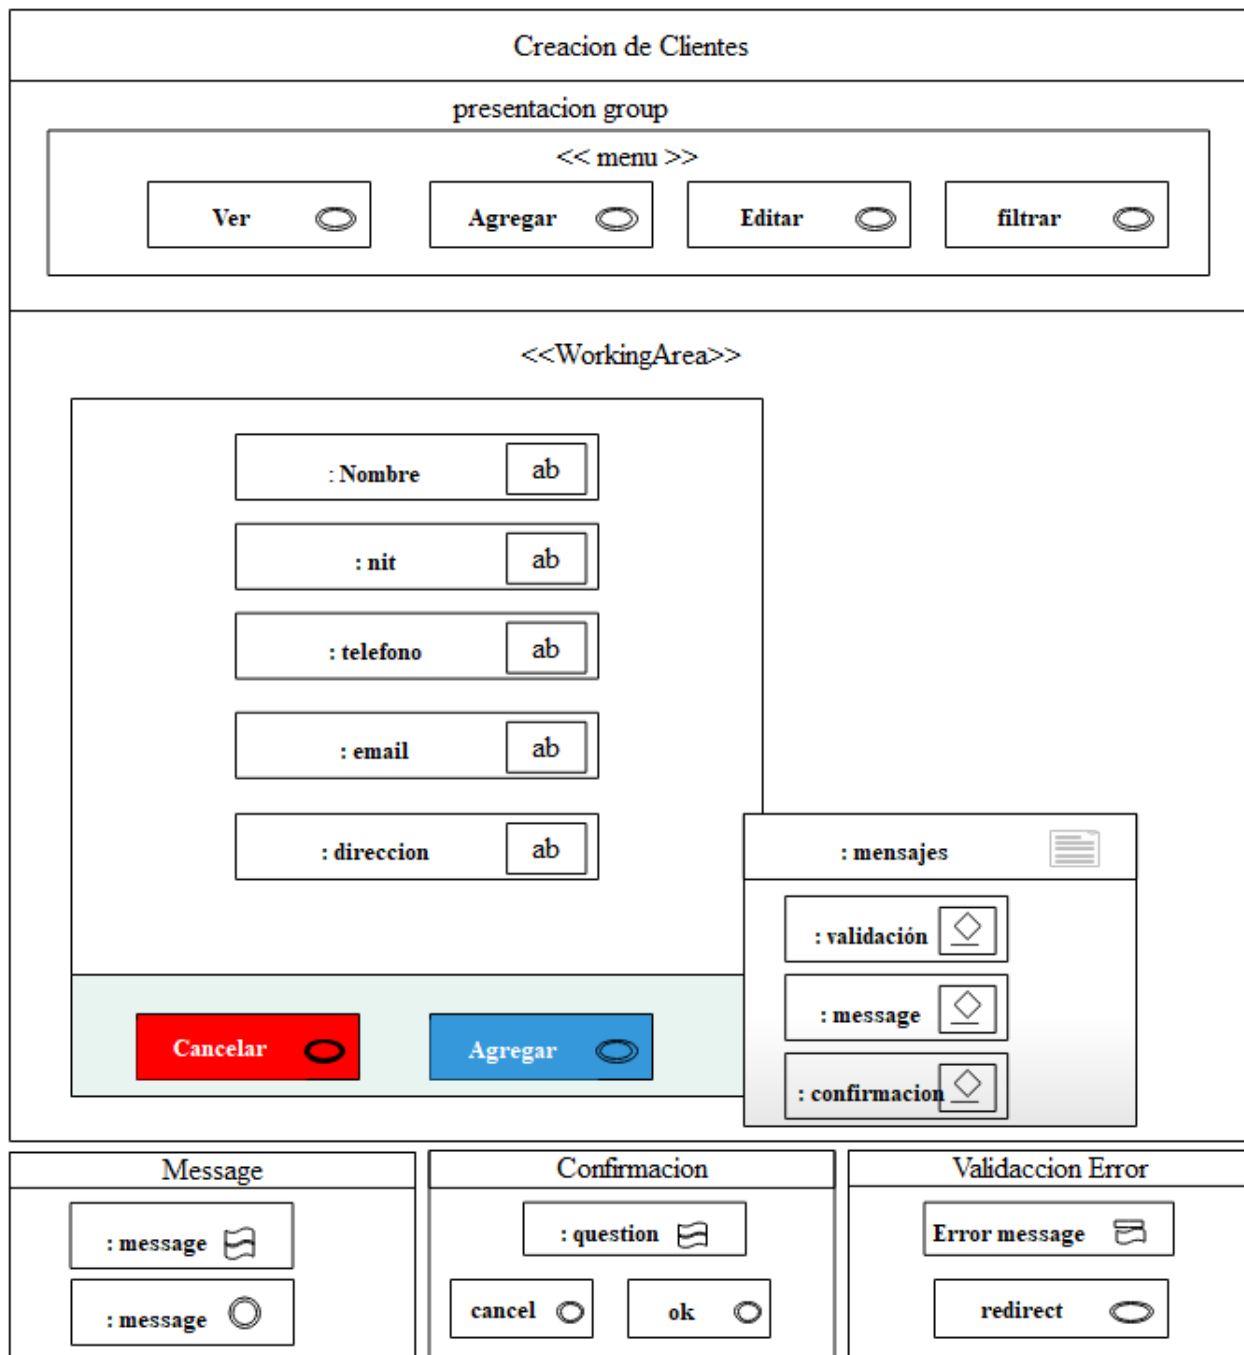 Creacion de Clientes
presentacion group
<< menu >>
Ver
Agregar
Editar
filtrar
<<WorkingArea>>
: Nombre
ab
: nit
ab
: telefono
ab
: email
ab
: direccion
ab
Cancelar
Agregar
: mensajes
: validación
: message
: confirmacion
Message
: message
: message
Confirmacion
: question
cancel
ok
Validaccion Error
Error message
redirect